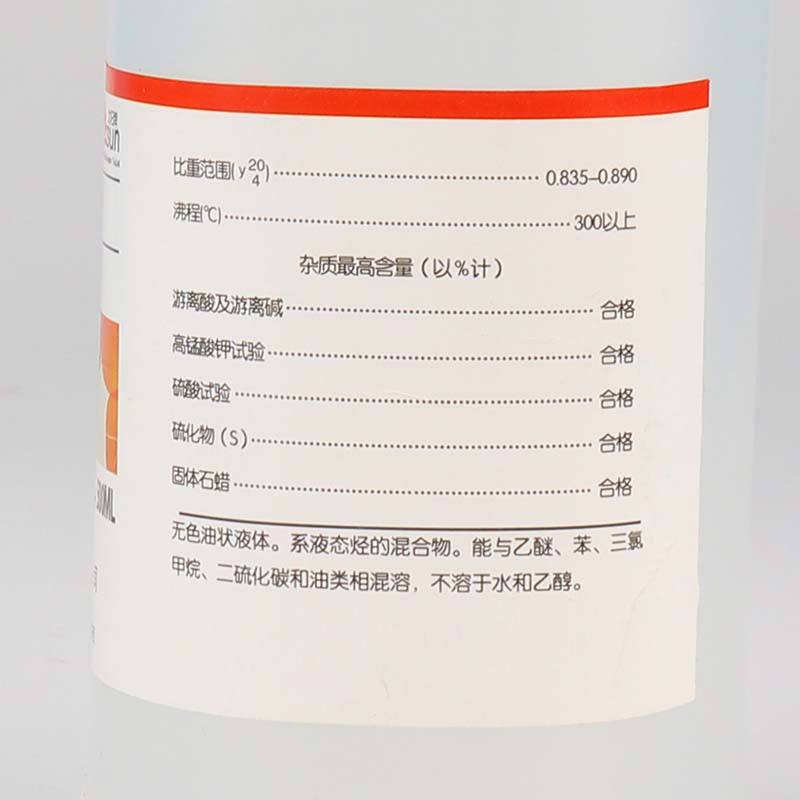 sun
比重范围(γ20/4)························0.835-0.890
沸程(℃)························300以上
杂质最高含量(以%计)
游离酸及游离碱························合格
高锰酸钾试验························合格
硫酸试验························合格
硫化物(S)························合格
固体石蜡························合格
500ML
无色油状液体。系液态烃的混合物。能与乙醚、苯、三氯
甲烷、二硫化碳和油类相混溶，不溶于水和乙醇。